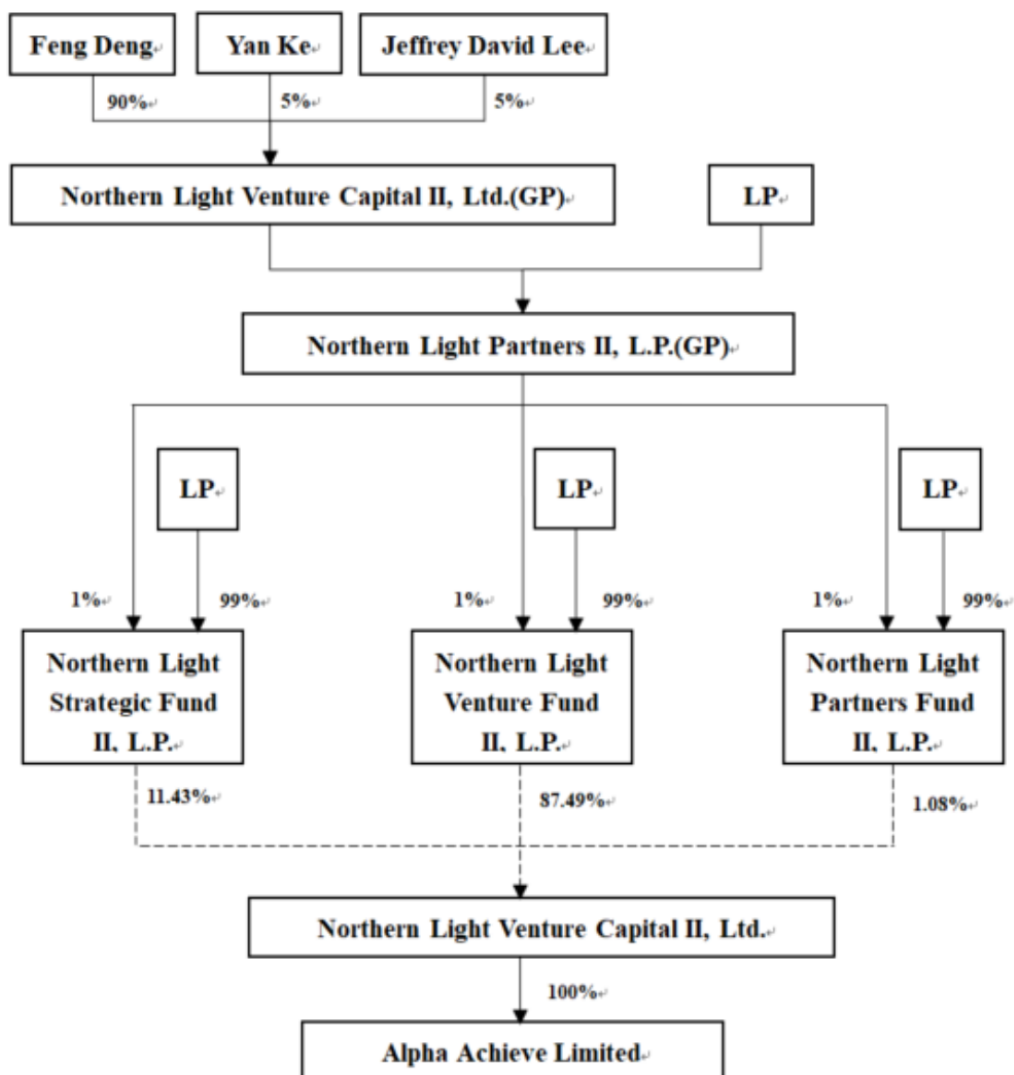 Feng Deng
Yan Ke
Jeffrey David Lee
90%
5%
5%
Northern Light Venture Capital II, Ltd.(GP)
LP
Northern Light Partners II, L.P.(GP)
LP
LP
LP
1%
99%
1%
99%
1%
99%
Northern Light
Strategic Fund
II, L.P.
Northern Light
Venture Fund
II, L.P.
Northern Light
Partners Fund
II, L.P.
11.43%
87.49%
1.08%
Northern Light Venture Capital II, Ltd.
100%
Alpha Achieve Limited